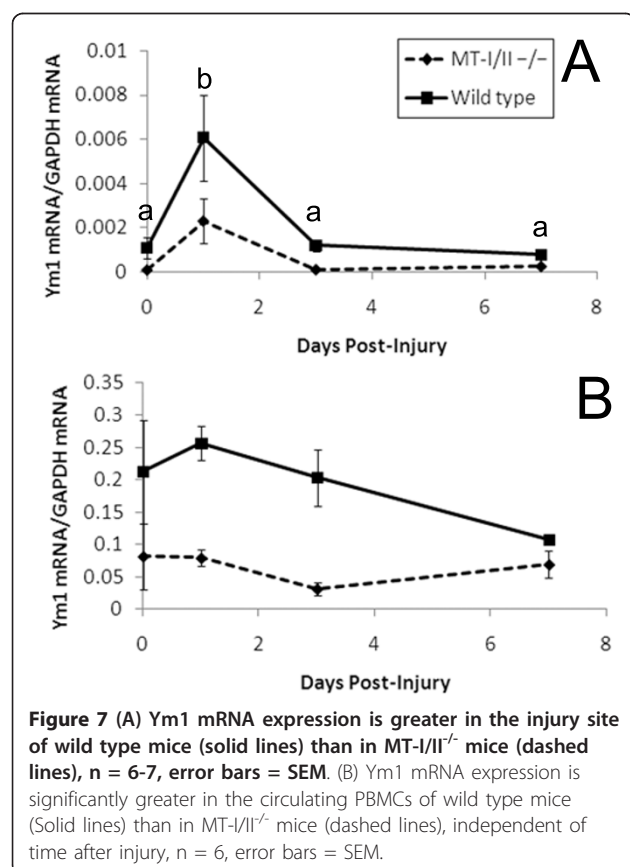 0.01
0.008
0.006
0.004
0.002
0
Ym1 mRNA/GAPDH mRNA
MT-I/II −/−
Wild type
A
a
b
a
a
0 2 4 6 8
Days Post-Injury
0.35
0.3
0.25
0.2
0.15
0.1
0.05
0
Ym1 mRNA/GAPDH mRNA
B
0 2 4 6 8
Days Post-Injury
Figure 7 (A) Ym1 mRNA expression is greater in the injury site
of wild type mice (solid lines) than in MT-I/II-/- mice (dashed
lines), n = 6-7, error bars = SEM. (B) Ym1 mRNA expression is
significantly greater in the circulating PBMCs of wild type mice
(Solid lines) than in MT-I/II-/- mice (dashed lines), independent of
time after injury, n = 6, error bars = SEM.